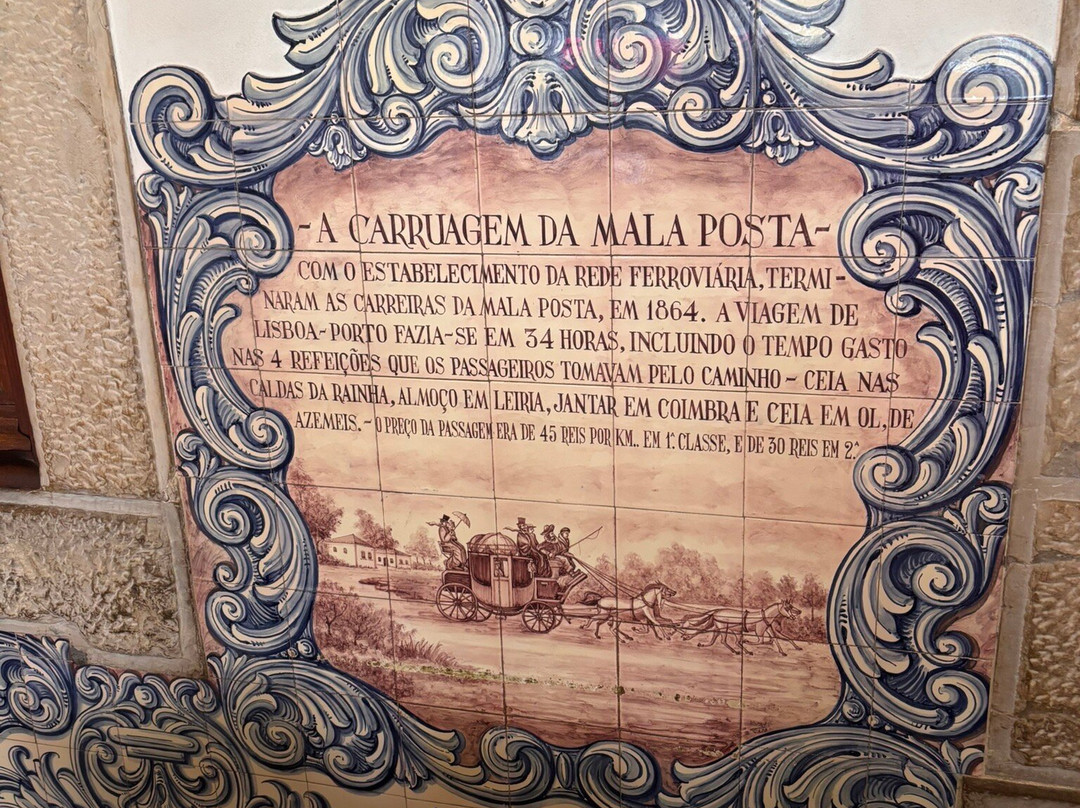 - A CARRUAGEM DA MALA POSTA -
COM O ESTABELECIMENTO DA REDE FERROVIÁRIA, TERMI-
NARAM AS CARREIRAS DA MALA POSTA, EM 1864. A VIAGEM DE
LISBOA-PORTO FAZIA-SE EM 34 HORAS, INCLUINDO O TEMPO GASTO
NAS 4 REFEIÇÕES QUE OS PASSAGEIROS TOMAVAM PELO CAMINHO - CEIA NAS
CALDAS DA RAINHA, ALMOÇO EM LEIRIA, JANTAR EM COIMBRA E CEIA EM OL, DE
AZEMEIS. - O PREÇO DA PASSAGEM ERA DE 45 REIS POR KM.. EM 1.ª CLASSE, E DE 30 REIS EM 2.ª